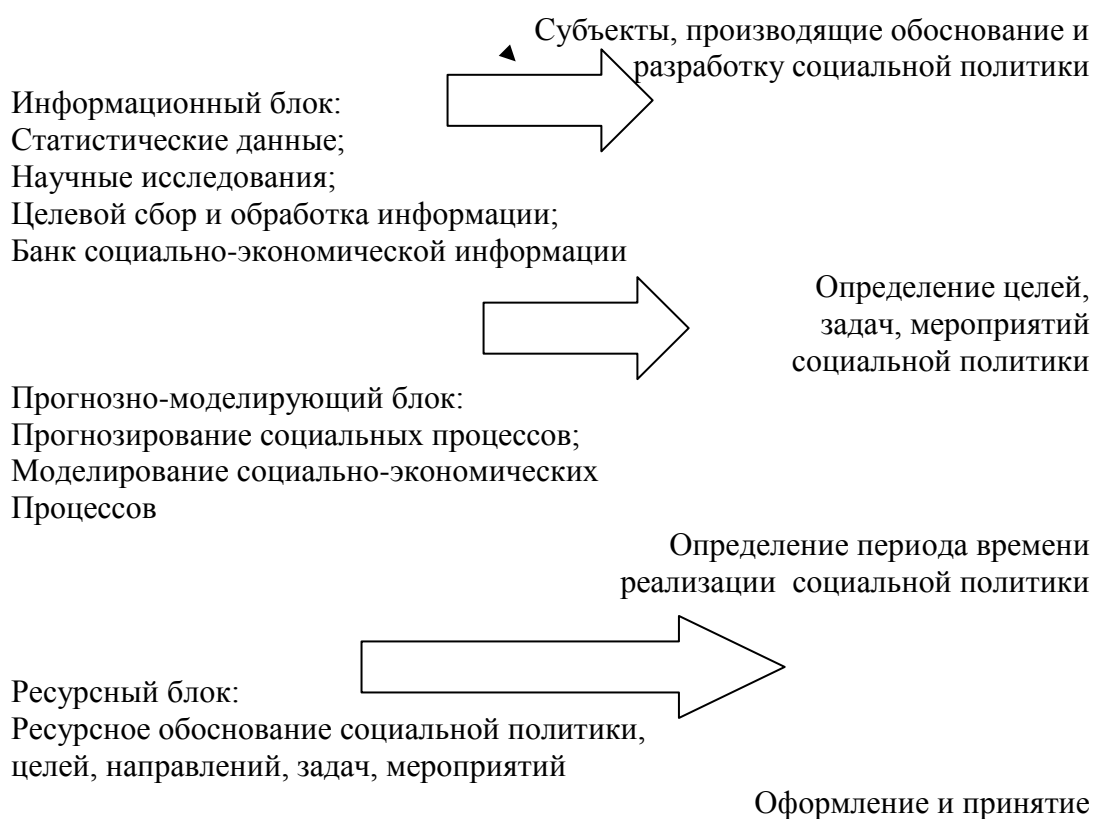 Субъекты, производящие обоснование и
разработку социальной политики
Информационный блок:
Статистические данные;
Научные исследования;
Целевой сбор и обработка информации;
Банк социально-экономической информации
Определение целей,
задач, мероприятий
социальной политики
Прогнозно-моделирующий блок:
Прогнозирование социальных процессов;
Моделирование социально-экономических
Процессов
Определение периода времени
реализации социальной политики
Ресурсный блок:
Ресурсное обоснование социальной политики,
целей, направлений, задач, мероприятий
Оформление и принятие